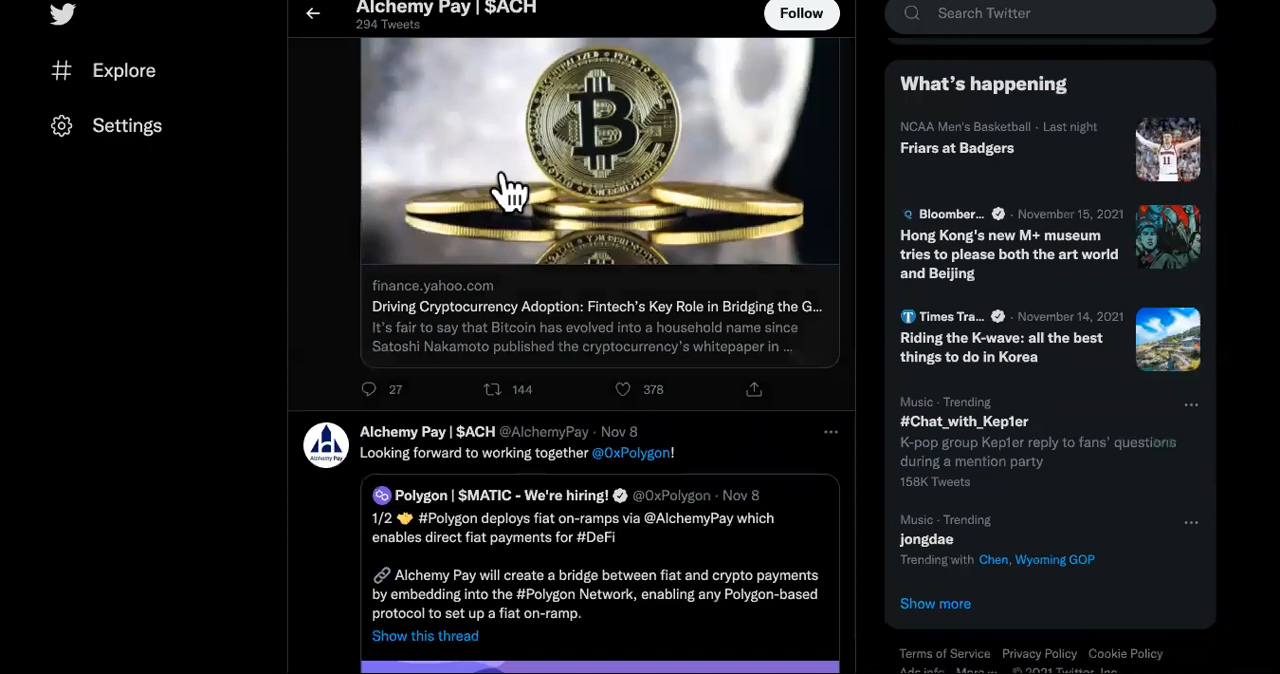 Explore
Settings
Alchemy Pay | $ACH
294 Tweets
Follow
finance.yahoo.com
Driving Cryptocurrency Adoption: Fintech's Key Role in Bridging the G...
It's fair to say that Bitcoin has evolved into a household name since
Satoshi Nakamoto published the cryptocurrency's whitepaper in ...
27 144 378
Alchemy Pay | $ACH @AlchemyPay · Nov 8
Looking forward to working together @0xPolygon!
Alchemy Pay
Polygon | $MATIC - We're hiring! @0xPolygon · Nov 8
1/2 🤝 #Polygon deploys fiat on-ramps via @AlchemyPay which
enables direct fiat payments for #DeFi
🔗 Alchemy Pay will create a bridge between fiat and crypto payments
by embedding into the #Polygon Network, enabling any Polygon-based
protocol to set up a fiat on-ramp.
Show this thread
Search Twitter
What's happening
NCAA Men's Basketball · Last night
Friars at Badgers
11
Bloomber... · November 15, 2021
Hong Kong's new M+ museum
tries to please both the art world
and Beijing
Times Tra... · November 14, 2021
Riding the K-wave: all the best
things to do in Korea
Music · Trending
#Chat_with_Kep1er
K-pop group Kep1er reply to fans' questions
during a mention party
158K Tweets
Music · Trending
jongdae
Trending with Chen, Wyoming GOP
Show more
Terms of Service Privacy Policy Cookie Policy
Ads info More ··· © 2021 Twitter, Inc.